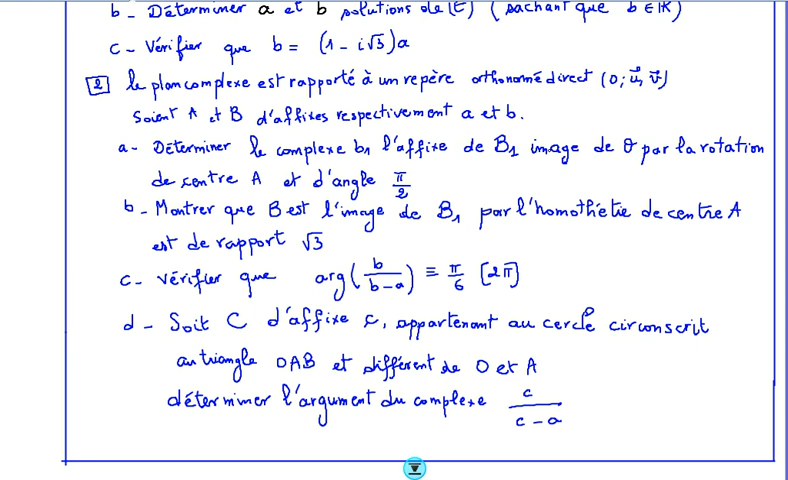 b - Déterminer a et b solutions de (E) (sachant que b ∈ ℝ)
c - Vérifier que b = (1 - i√3)a
2 le plan complexe est rapporté à un repère orthonormé direct (O; u⃗, v⃗)
Soient A et B d'affixes respectivement a et b.
a - Déterminer le complexe b₁ l'affixe de B₁ image de O par la rotation
de centre A et d'angle π/2
b - Montrer que B est l'image de B₁ par l'homothétie de centre A
est de rapport √3
c - Vérifier que arg(b/(b-a)) ≡ π/6 [2π]
d - Soit C d'affixe c, appartenant au cercle circonscrit
au triangle OAB et différent de O et A
déterminer l'argument du complexe c/(c-a)